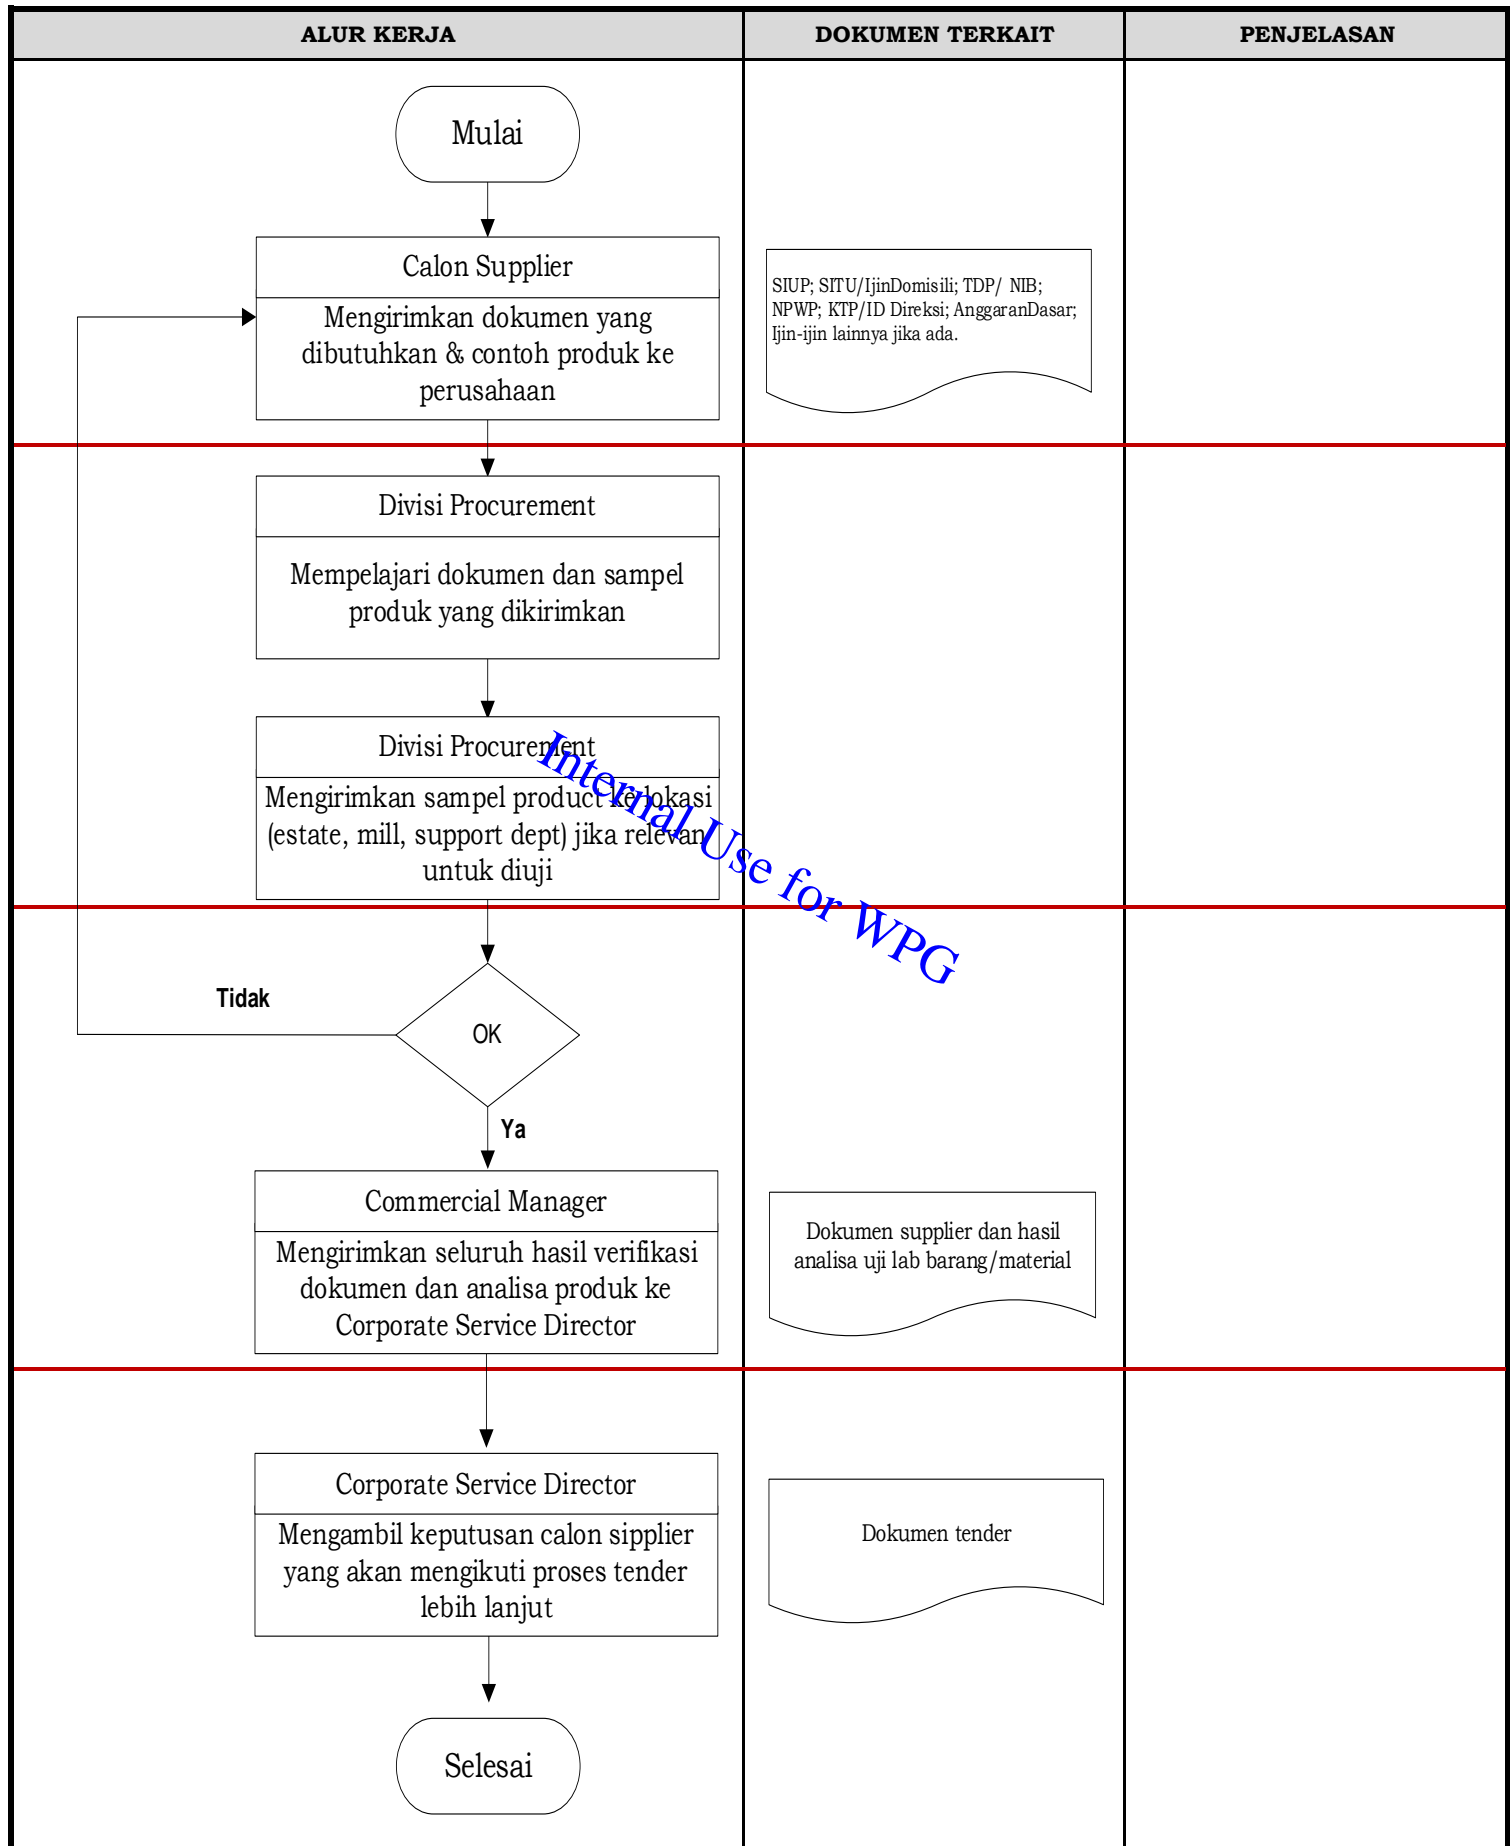 ALUR KERJA
DOKUMEN TERKAIT
PENJELASAN
Mulai
Calon Supplier
Mengirimkan dokumen yang
dibutuhkan & contoh produk ke
perusahaan
SIUP; SITU/IjinDomisili; TDP/ NIB;
NPWP; KTP/ID Direksi; AnggaranDasar;
Ijin-ijin lainnya jika ada.
Divisi Procurement
Mempelajari dokumen dan sampel
produk yang dikirimkan
Divisi Procurement
Mengirimkan sampel product ke lokasi
(estate, mill, support dept) jika relevan
untuk diuji
Internal Use for WPG
Tidak
OK
Ya
Commercial Manager
Mengirimkan seluruh hasil verifikasi
dokumen dan analisa produk ke
Corporate Service Director
Dokumen supplier dan hasil
analisa uji lab barang/material
Corporate Service Director
Mengambil keputusan calon sipplier
yang akan mengikuti proses tender
lebih lanjut
Dokumen tender
Selesai